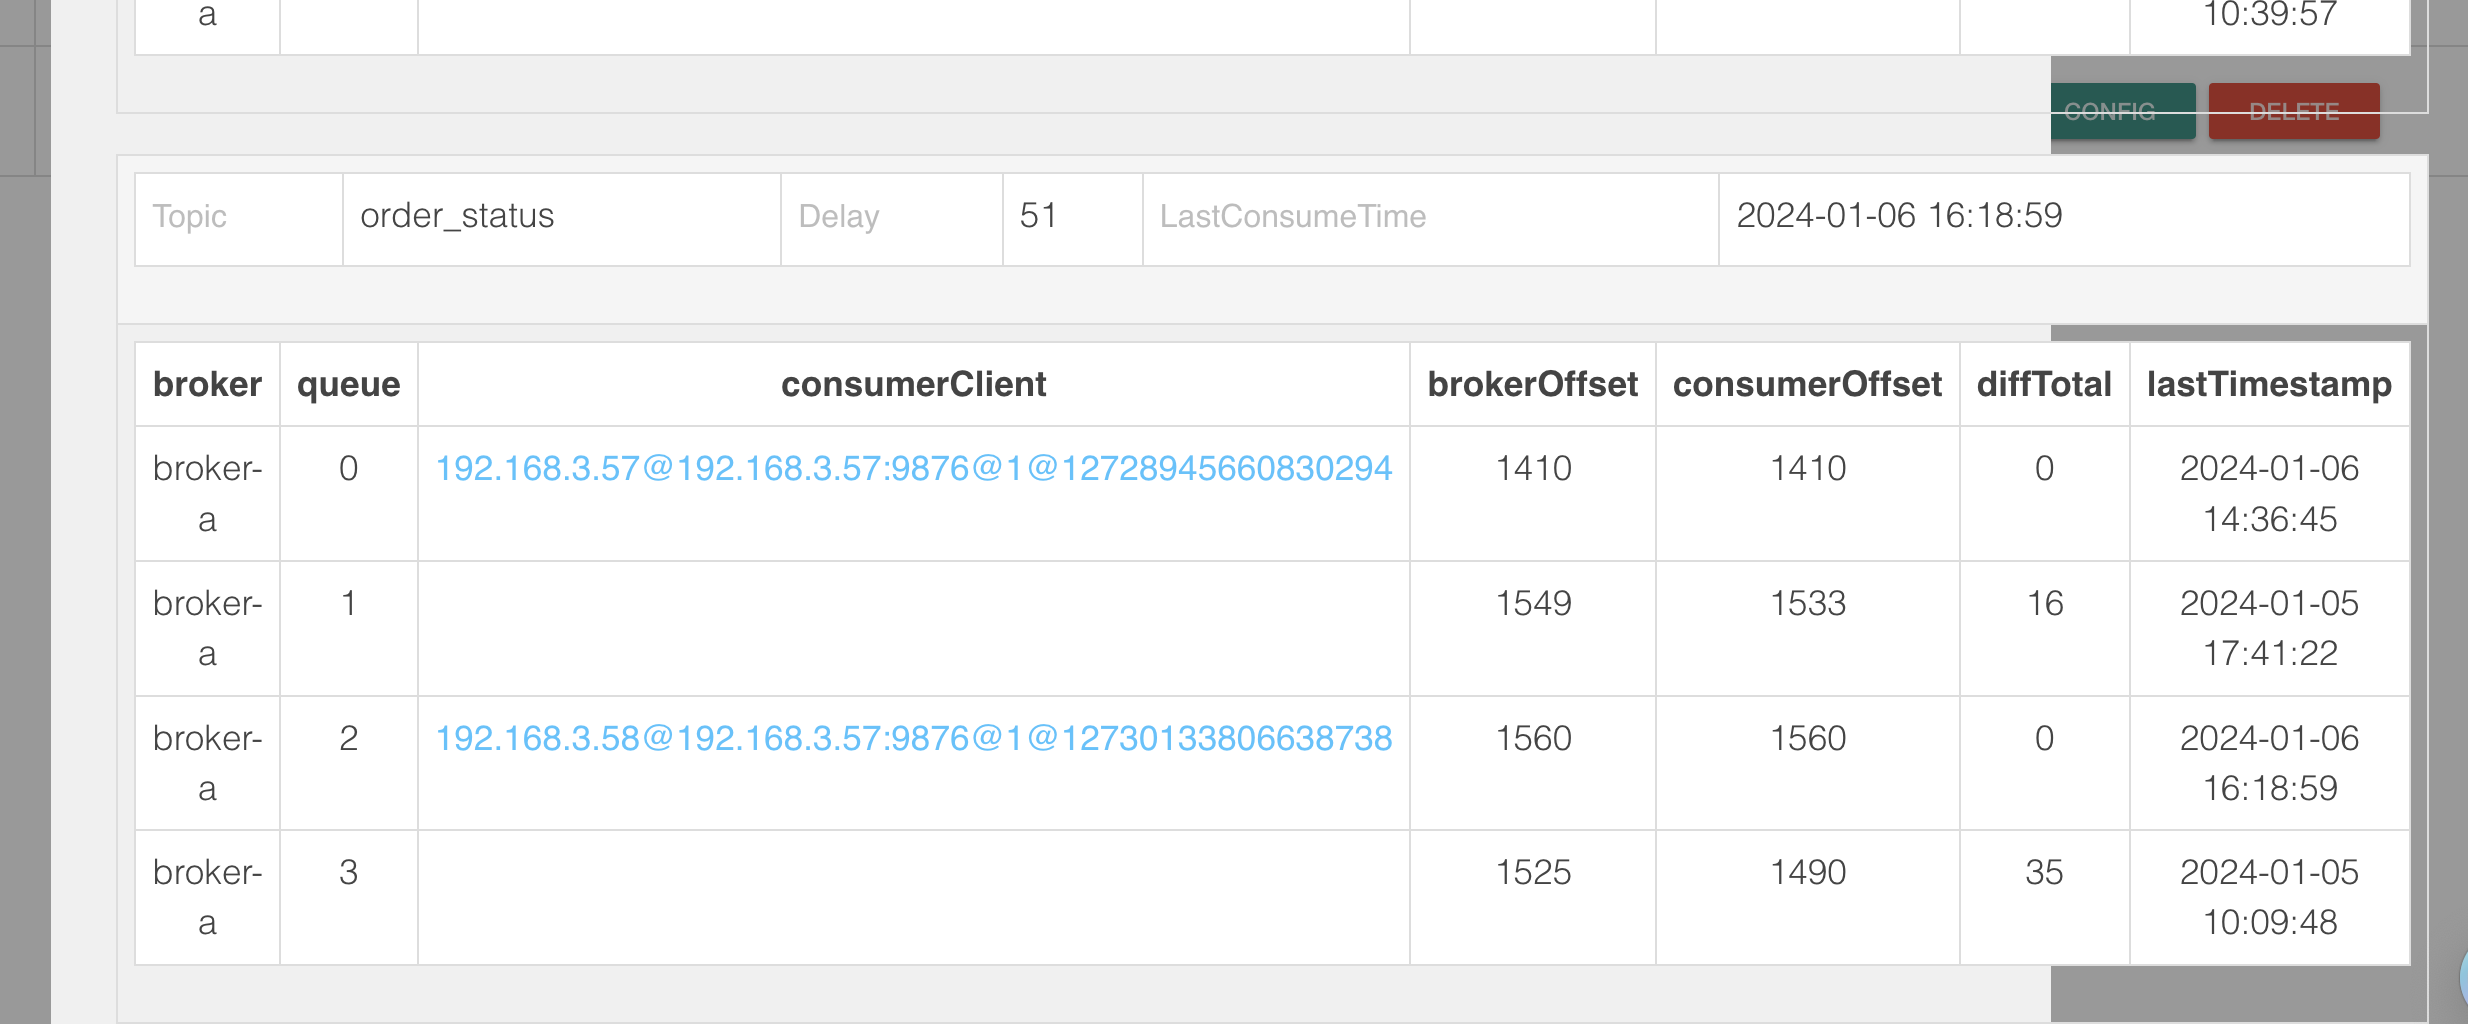 a 10:39:57
CONFIG DELETE
Topic order_status Delay 51 LastConsumeTime 2024-01-06 16:18:59
broker queue consumerClient brokerOffset consumerOffset diffTotal lastTimestamp
broker- 0 192.168.3.57@192.168.3.57:9876@1@12728945660830294 1410 1410 0 2024-01-06
a 14:36:45
broker- 1 1549 1533 16 2024-01-05
a 17:41:22
broker- 2 192.168.3.58@192.168.3.57:9876@1@12730133806638738 1560 1560 0 2024-01-06
a 16:18:59
broker- 3 1525 1490 35 2024-01-05
a 10:09:48